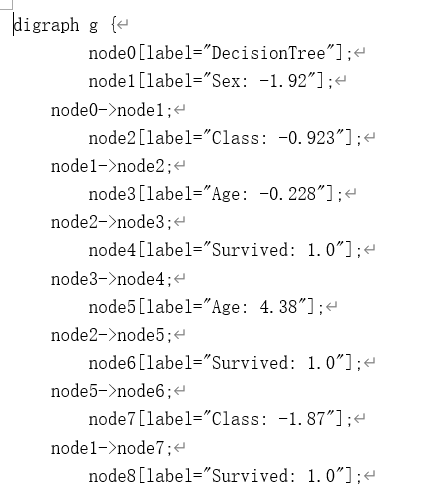 digraph g {↵
node0[label="DecisionTree"];↵
node1[label="Sex: -1.92"];↵
node0->node1;↵
node2[label="Class: -0.923"];↵
node1->node2;↵
node3[label="Age: -0.228"];↵
node2->node3;↵
node4[label="Survived: 1.0"];↵
node3->node4;↵
node5[label="Age: 4.38"];↵
node2->node5;↵
node6[label="Survived: 1.0"];↵
node5->node6;↵
node7[label="Class: -1.87"];↵
node1->node7;↵
node8[label="Survived: 1.0"];↵